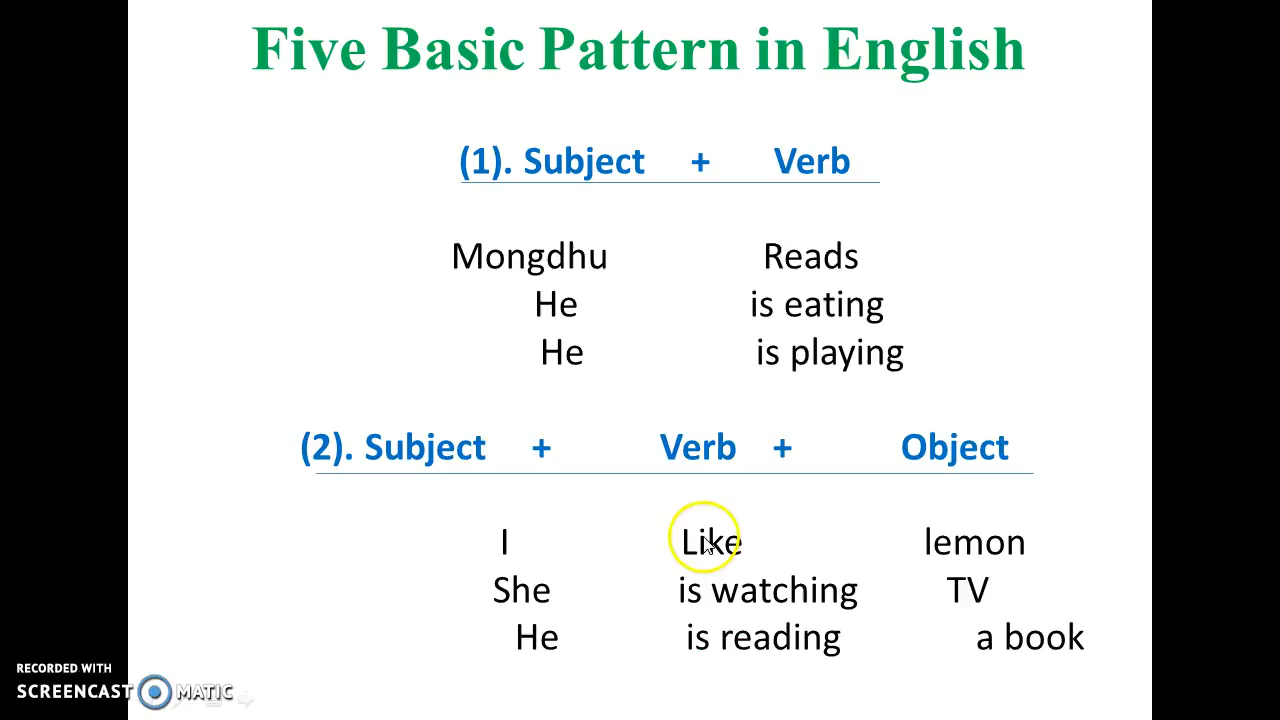 Five Basic Pattern in English
(1). Subject + Verb
Mongdhu Reads
He is eating
He is playing
(2). Subject + Verb + Object
I Like lemon
She is watching TV
He is reading a book
RECORDED WITH
SCREENCAST MATIC